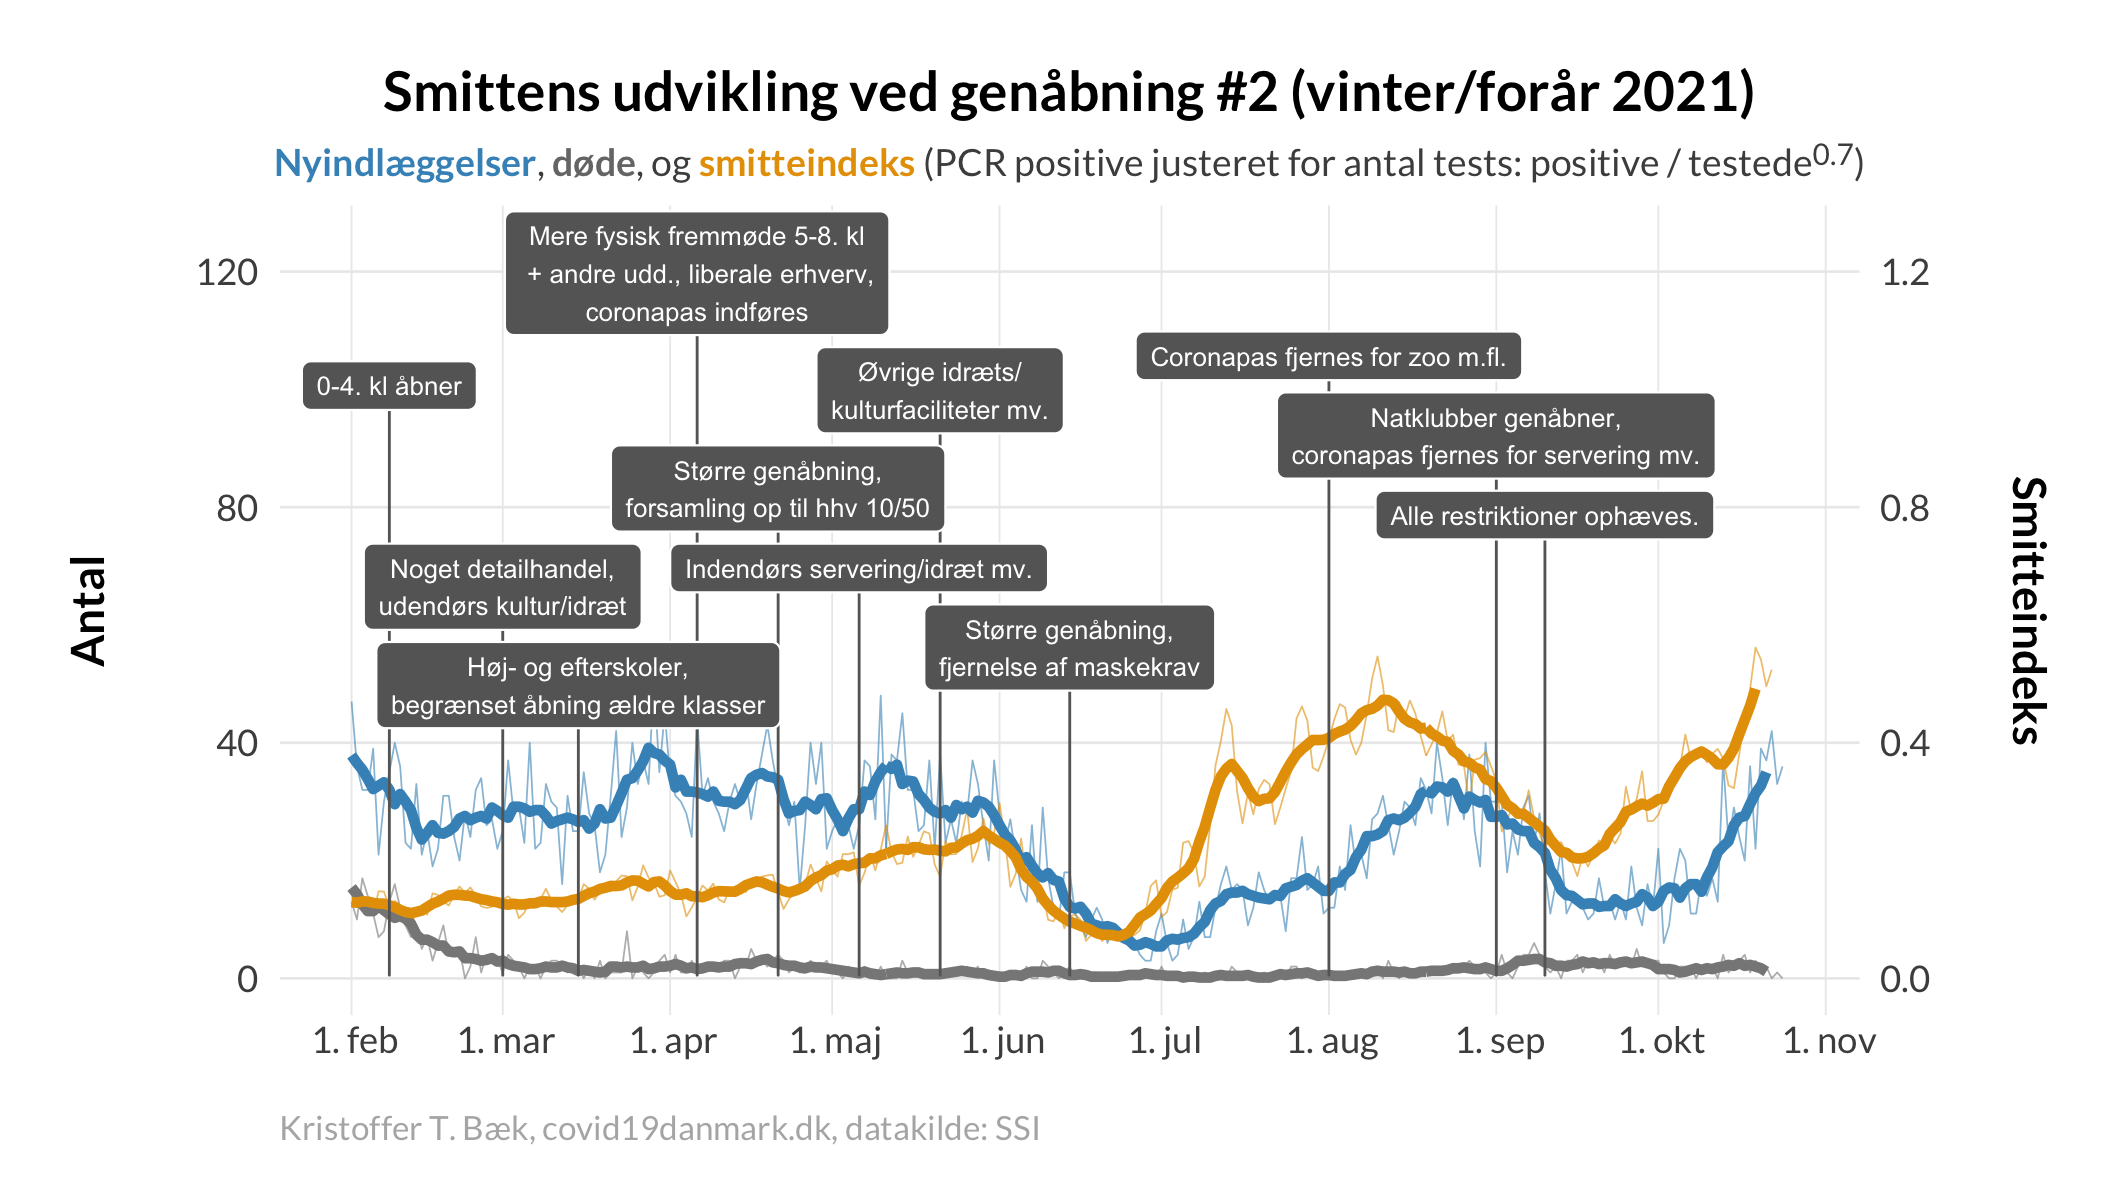 Smittens udvikling ved genåbning #2 (vinter/forår 2021)
Nyindlæggelser, døde, og smitteindeks (PCR positive justeret for antal tests: positive / testede^0.7)
Mere fysisk fremmøde 5-8. kl
+ andre udd., liberale erhverv,
coronapas indføres
120
1.2
Coronapas fjernes for zoo m.fl.
Øvrige idræts/
kulturfaciliteter mv.
0-4. kl åbner
Natklubber genåbner,
coronapas fjernes for servering mv.
Større genåbning,
forsamling op til hhv 10/50
80
0.8
Alle restriktioner ophæves.
Noget detailhandel,
udendørs kultur/idræt
Indendørs servering/idræt mv.
Større genåbning,
fjernelse af maskekrav
Høj- og efterskoler,
begrænset åbning ældre klasser
Antal
Smitteindeks
40
0.4
0
0.0
1. feb
1. mar
1. apr
1. maj
1. jun
1. jul
1. aug
1. sep
1. okt
1. nov
Kristoffer T. Bæk, covid19danmark.dk, datakilde: SSI